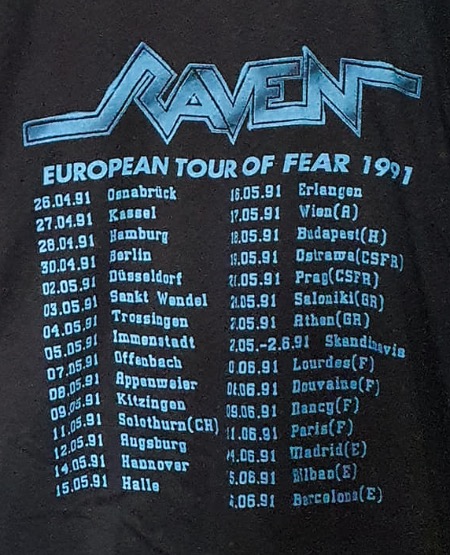 RAVEN
EUROPEAN TOUR OF FEAR 1991
26.04.91 Osnabrück
27.04.91 Kassel
28.04.91 Hamburg
30.04.91 Berlin
02.05.91 Düsseldorf
03.05.91 Sankt Wendel
04.05.91 Trossingen
05.05.91 Immenstadt
07.05.91 Offenbach
08.05.91 Appenweier
09.05.91 Kitzingen
11.05.91 Solothurn(CH)
12.05.91 Augsburg
14.05.91 Hannover
15.05.91 Halle
16.05.91 Erlangen
17.05.91 Wien(A)
18.05.91 Budapest(H)
19.05.91 Ostrawa(CSFR)
21.05.91 Prag(CSFR)
Saloniki(GR)
Athen(GR)
Skandinavia
Lourdes(F)
Douvaine(F)
09.06.91 Nancy(F)
11.06.91 Paris(F)
Madrid(E)
Bilbao(E)
Barcelona(E)